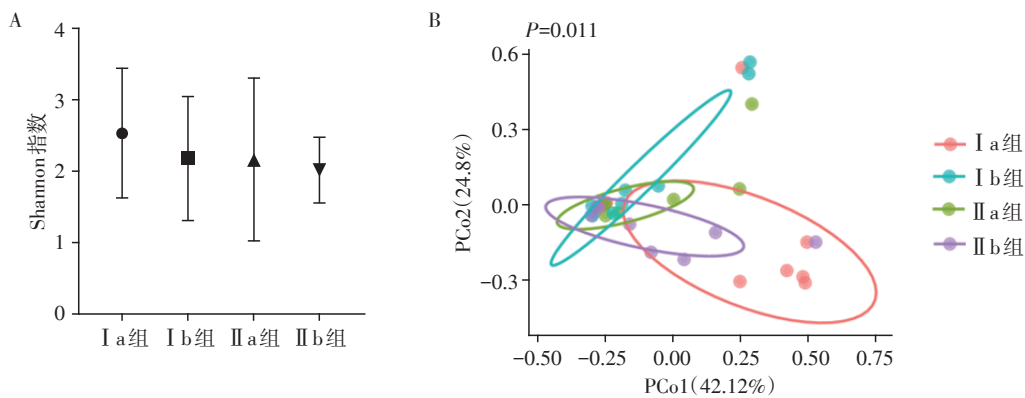 A
Shannon指数
4
3
2
1
0
Ⅰa组 Ⅰb组 Ⅱa组 Ⅱb组
B
P=0.011
PCo2(24.8%)
0.6
0.3
0.0
−0.3
−0.50 −0.25 0.00 0.25 0.50 0.75
PCo1(42.12%)
Ⅰa组
Ⅰb组
Ⅱa组
Ⅱb组